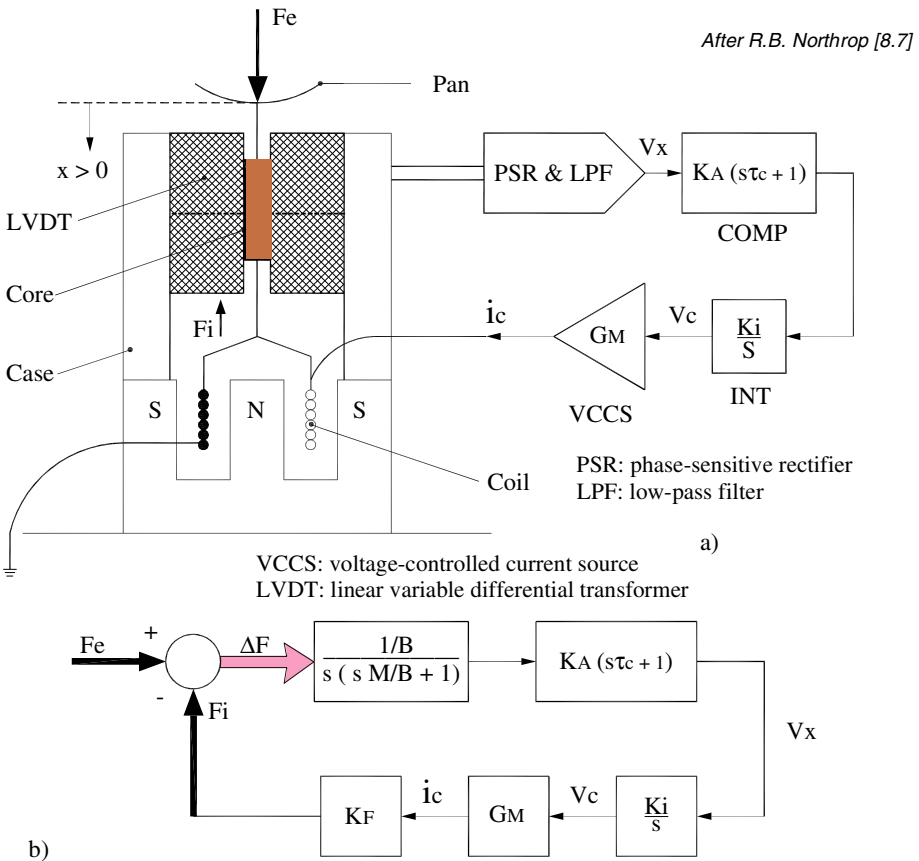 Fe
After R.B. Northrop [8.7]
Pan
x > 0
LVDT
Core
Fi
Case
S
N
S
Coil
PSR & LPF
Vx
KA (sτc + 1)
COMP
ic
GM
Vc
Ki
S
VCCS
INT
PSR: phase-sensitive rectifier
LPF: low-pass filter
a)
VCCS: voltage-controlled current source
LVDT: linear variable differential transformer
Fe
+
-
ΔF
1/B
s ( s M/B + 1)
KA (sτc + 1)
Vx
Fi
KF
ic
GM
Vc
Ki
s
b)